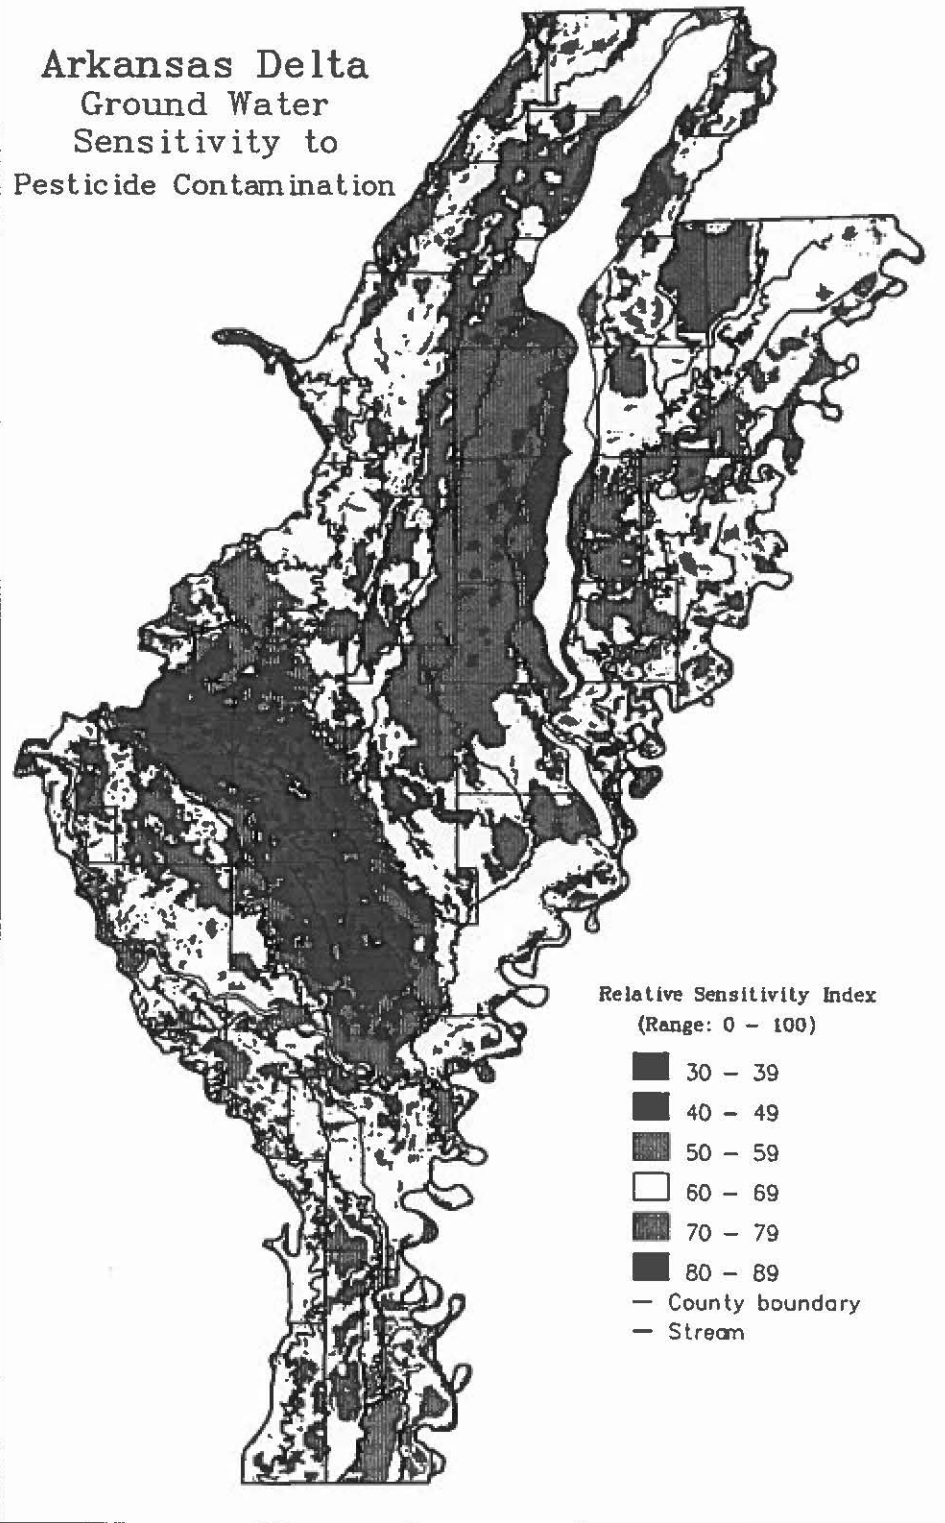 Arkansas Delta
Ground Water
Sensitivity to
Pesticide Contamination
Relative Sensitivity Index
(Range: 0 – 100)
30 – 39
40 – 49
50 – 59
60 – 69
70 – 79
80 – 89
County boundary
Stream